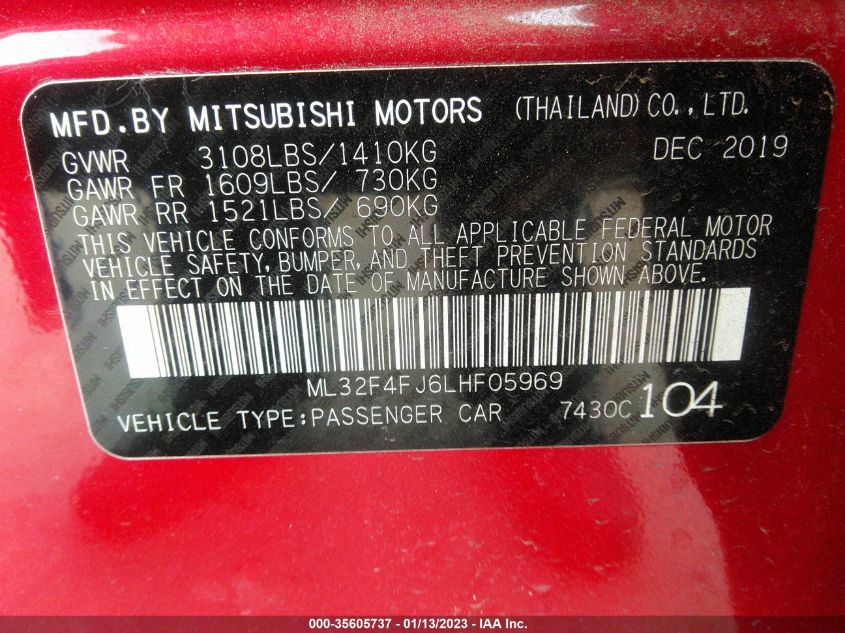 MFD.BY MITSUBISHI MOTORS (THAILAND) CO., LTD.
GVWR 3108LBS/1410KG DEC 2019
GAWR FR 1609LBS/ 730KG
GAWR RR 1521LBS/ 690KG
THIS VEHICLE CONFORMS TO ALL APPLICABLE FEDERAL MOTOR
VEHICLE SAFETY, BUMPER, AND THEFT PREVENTION STANDARDS
IN EFFECT ON THE DATE OF MANUFACTURE SHOWN ABOVE.
ML32F4FJ6LHF05969
VEHICLE TYPE:PASSENGER CAR 7430C 104
000-35605737 - 01/13/2023 - IAA Inc.